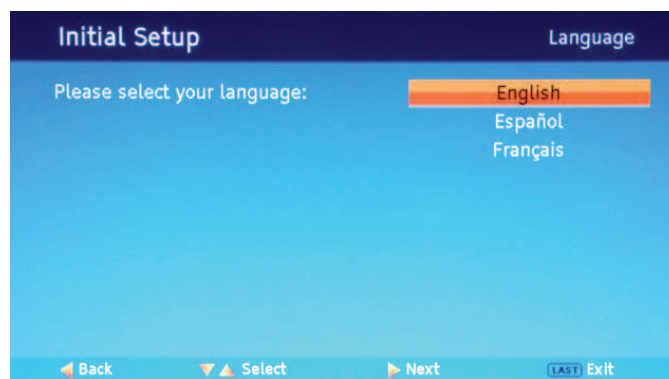 Initial Setup Language
Please select your language: English
Español
Français
Back Select Next LAST Exit